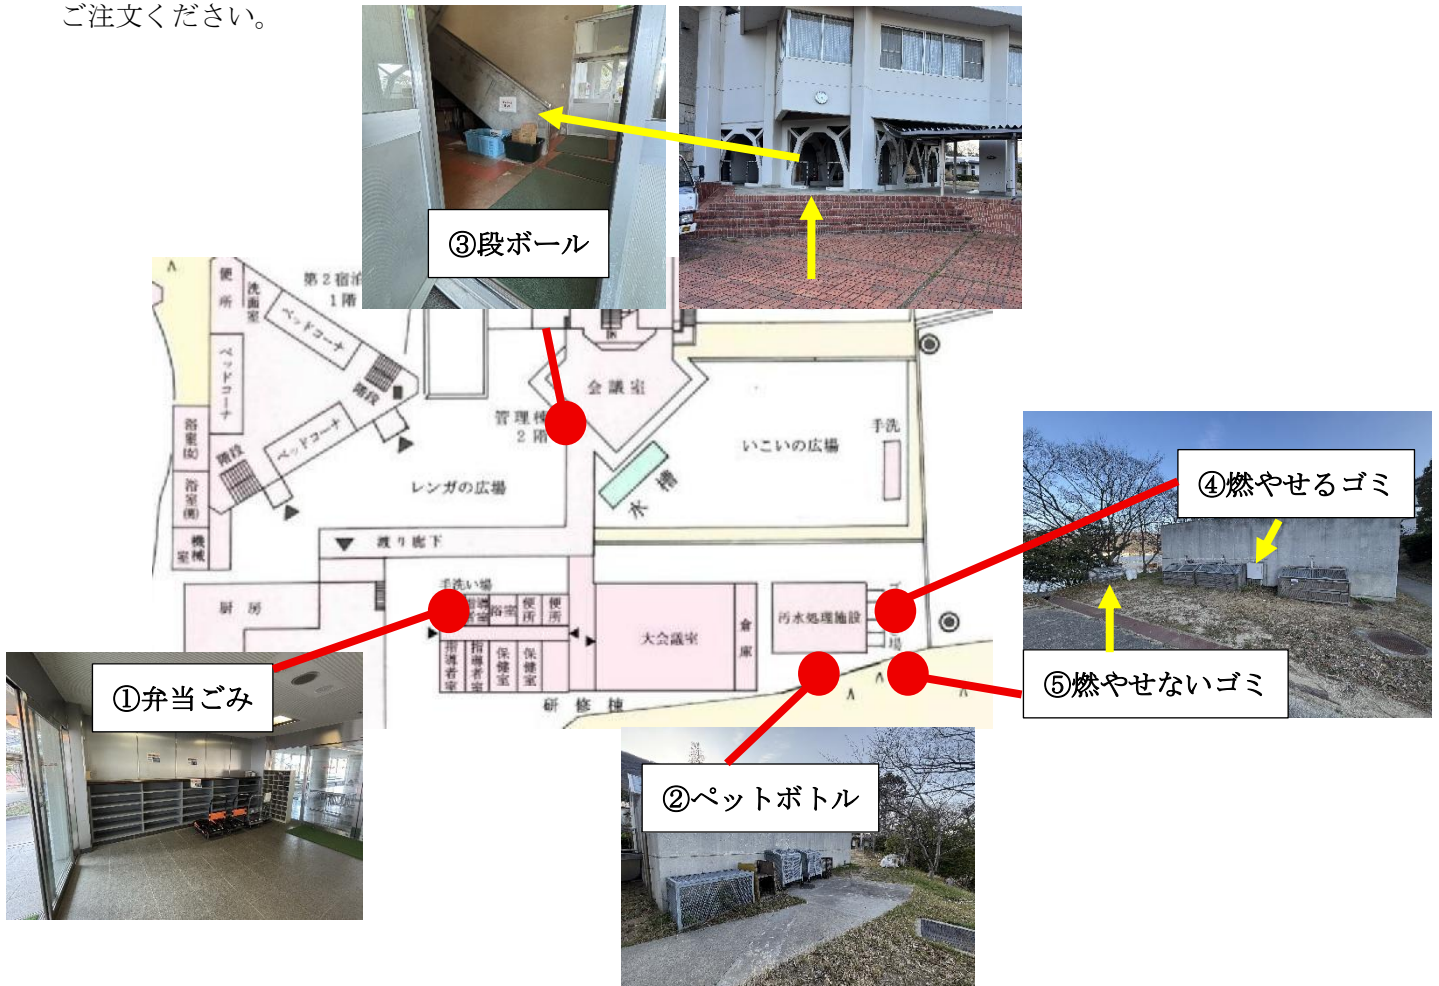 ご注文ください。
③段ボール
便所
洗面室
第2宿泊
1階
ベッドコーナ
ベッドコーナ
階段
ベッドコーナ
階段
浴室(女)
浴室(男)
機械室
会議室
管理棟
2階
いこいの広場
手洗
水槽
レンガの広場
渡り廊下
④燃やせるゴミ
手洗い場
厨房
浴室
便所
便所
指導者室
指導者室
保健室
保健室
大会議室
倉庫
汚水処理施設
場
研修棟
①弁当ごみ
⑤燃やせないゴミ
②ペットボトル